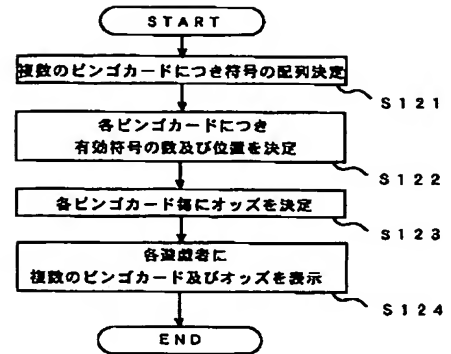 START
複数のビンゴカードにつき符号の配列決定
S121
各ビンゴカードにつき
有効符号の数及び位置を決定
S122
各ビンゴカード毎にオッズを決定
S123
各遊戯者に
複数のビンゴカード及びオッズを表示
S124
END